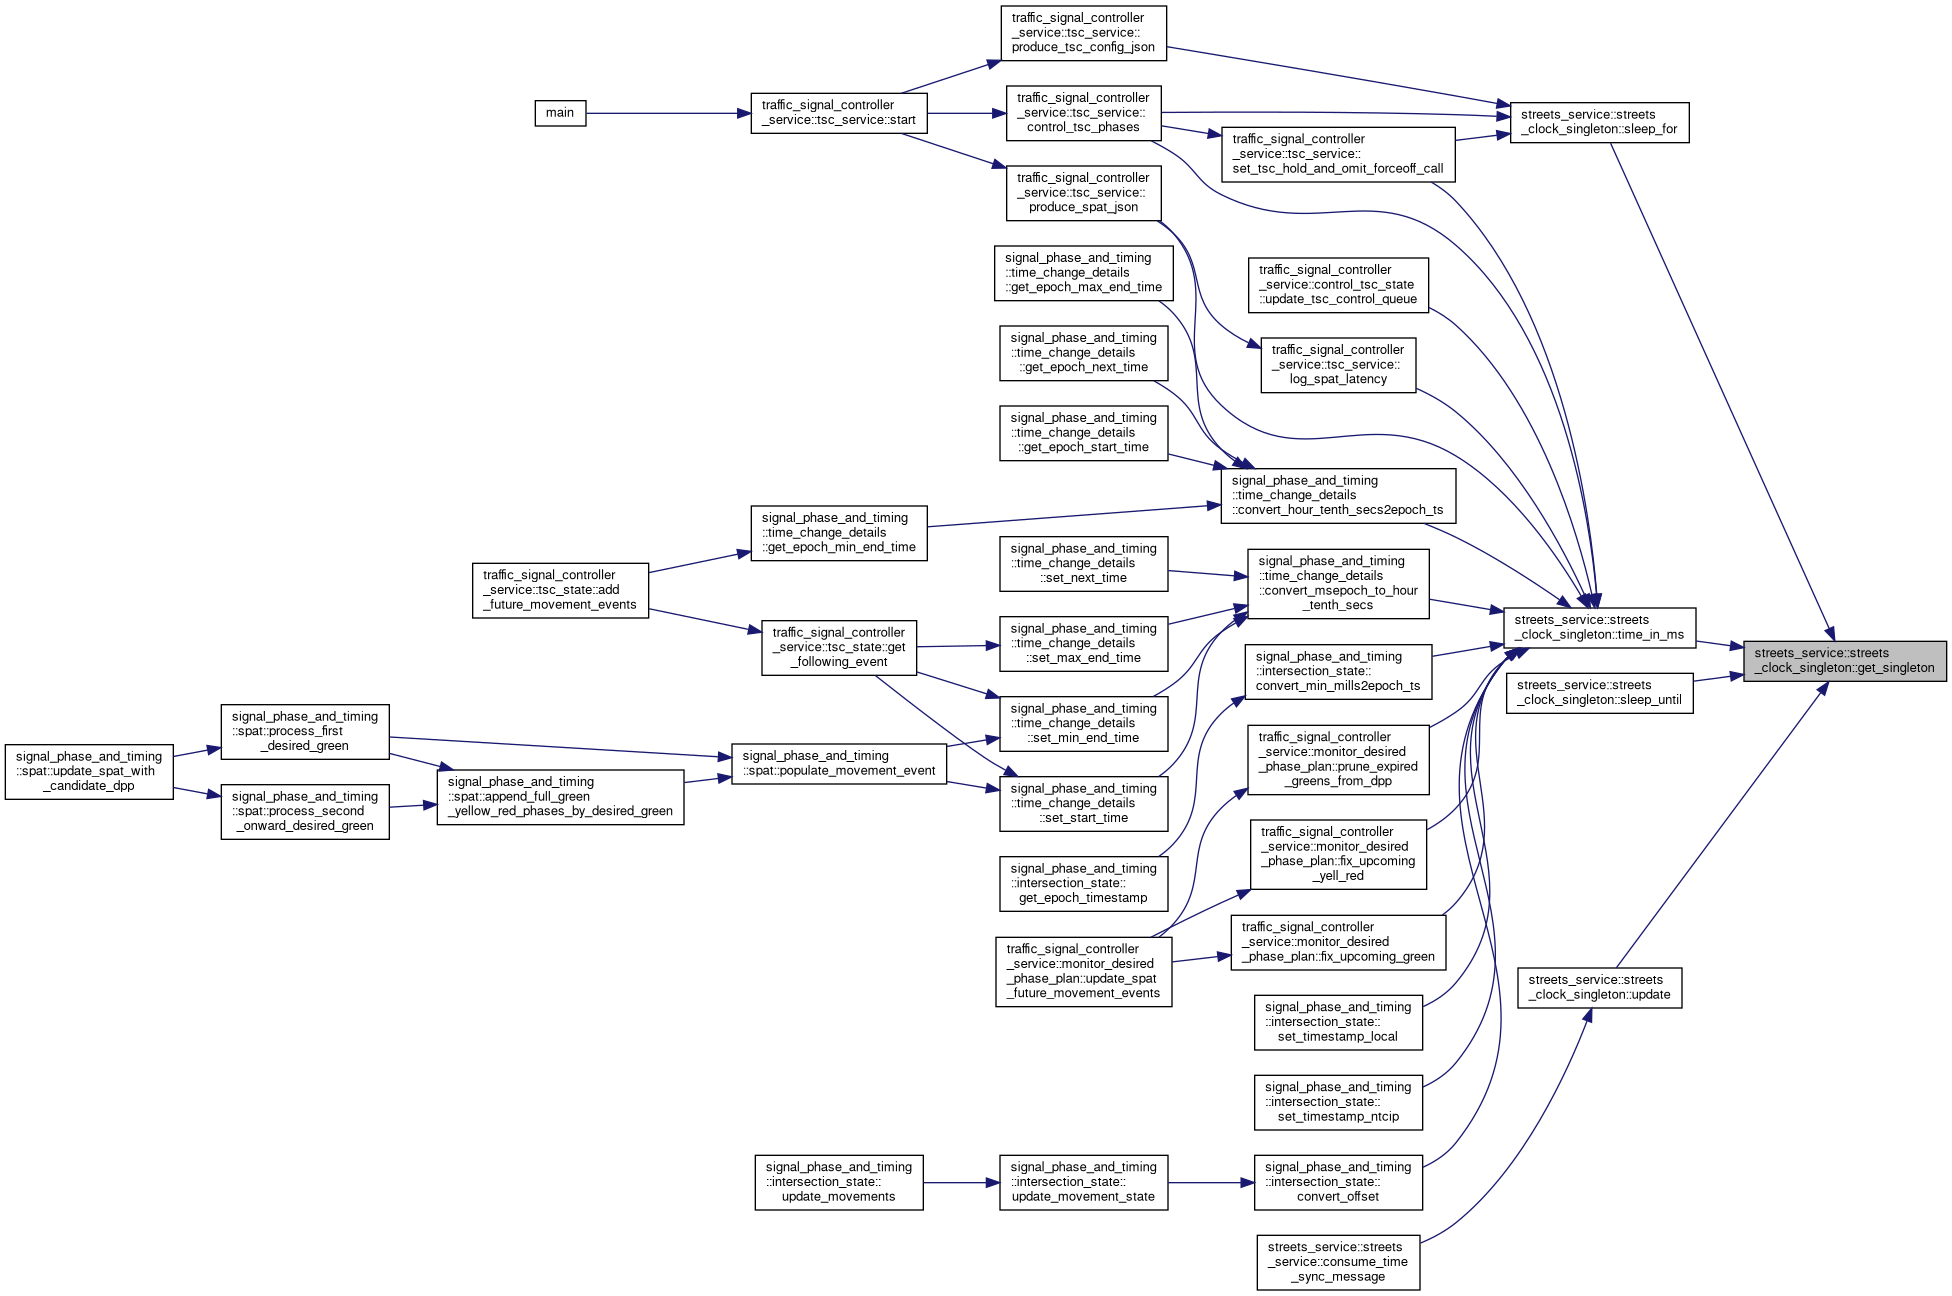 traffic_signal_controller
_service::tsc_service::
produce_tsc_config_json
main
traffic_signal_controller
_service::tsc_service::start
traffic_signal_controller
_service::tsc_service::
control_tsc_phases
streets_service::streets
_clock_singleton::sleep_for
traffic_signal_controller
_service::tsc_service::
set_tsc_hold_and_omit_forceoff_call
traffic_signal_controller
_service::tsc_service::
produce_spat_json
signal_phase_and_timing
::time_change_details
::get_epoch_max_end_time
traffic_signal_controller
_service::control_tsc_state
::update_tsc_control_queue
signal_phase_and_timing
::time_change_details
::get_epoch_next_time
traffic_signal_controller
_service::tsc_service::
log_spat_latency
signal_phase_and_timing
::time_change_details
::get_epoch_start_time
signal_phase_and_timing
::time_change_details
::convert_hour_tenth_secs2epoch_ts
signal_phase_and_timing
::time_change_details
::get_epoch_min_end_time
signal_phase_and_timing
::time_change_details
::set_next_time
signal_phase_and_timing
::time_change_details
::convert_msepoch_to_hour
_tenth_secs
traffic_signal_controller
_service::tsc_state::add
_future_movement_events
streets_service::streets
_clock_singleton::time_in_ms
traffic_signal_controller
_service::tsc_state::get
_following_event
signal_phase_and_timing
::time_change_details
::set_max_end_time
signal_phase_and_timing
::intersection_state::
convert_min_mills2epoch_ts
streets_service::streets
_clock_singleton::get_singleton
streets_service::streets
_clock_singleton::sleep_until
signal_phase_and_timing
::time_change_details
::set_min_end_time
signal_phase_and_timing
::spat::process_first
_desired_green
traffic_signal_controller
_service::monitor_desired
_phase_plan::prune_expired
_greens_from_dpp
signal_phase_and_timing
::spat::update_spat_with
_candidate_dpp
signal_phase_and_timing
::spat::populate_movement_event
signal_phase_and_timing
::spat::append_full_green
_yellow_red_phases_by_desired_green
signal_phase_and_timing
::time_change_details
::set_start_time
signal_phase_and_timing
::spat::process_second
_onward_desired_green
traffic_signal_controller
_service::monitor_desired
_phase_plan::fix_upcoming
_yell_red
signal_phase_and_timing
::intersection_state::
get_epoch_timestamp
traffic_signal_controller
_service::monitor_desired
_phase_plan::fix_upcoming_green
traffic_signal_controller
_service::monitor_desired
_phase_plan::update_spat
_future_movement_events
streets_service::streets
_clock_singleton::update
signal_phase_and_timing
::intersection_state::
set_timestamp_local
signal_phase_and_timing
::intersection_state::
set_timestamp_ntcip
signal_phase_and_timing
::intersection_state::
update_movements
signal_phase_and_timing
::intersection_state::
update_movement_state
signal_phase_and_timing
::intersection_state::
convert_offset
streets_service::streets
_service::consume_time
_sync_message